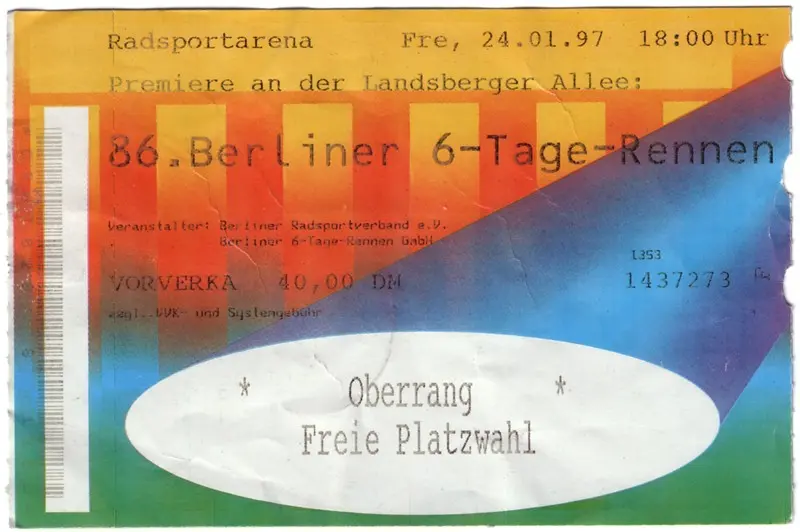 Radsportarena Fre, 24.01.97 18:00 Uhr
Premiere an der Landsberger Allee:
86.Berliner 6-Tage-Rennen
Veranstalter: Berliner Radsportverband e.V.
Berliner 6-Tage-Rennen GmbH
1353
VORVERKA 40,00 DM 1437273
zzgl. VVK- und Systemgebühr
* Oberrang *
Freie Platzwahl